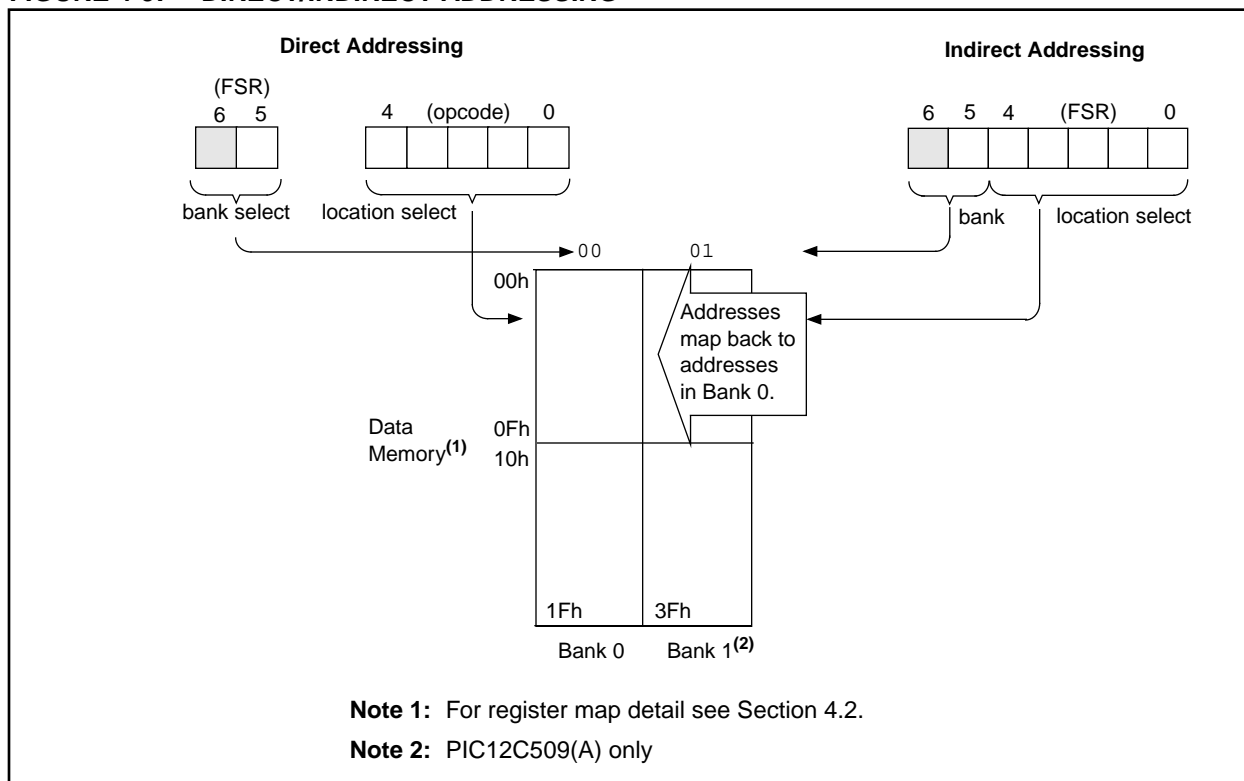 Direct Addressing
Indirect Addressing
(FSR)
6 5
4 (opcode) 0
6 5 4 (FSR) 0
bank select
location select
bank
location select
00
01
00h
Addresses
map back to
addresses
in Bank 0.
Data
Memory(1)
0Fh
10h
1Fh
3Fh
Bank 0
Bank 1(2)
Note 1: For register map detail see Section 4.2.
Note 2: PIC12C509(A) only